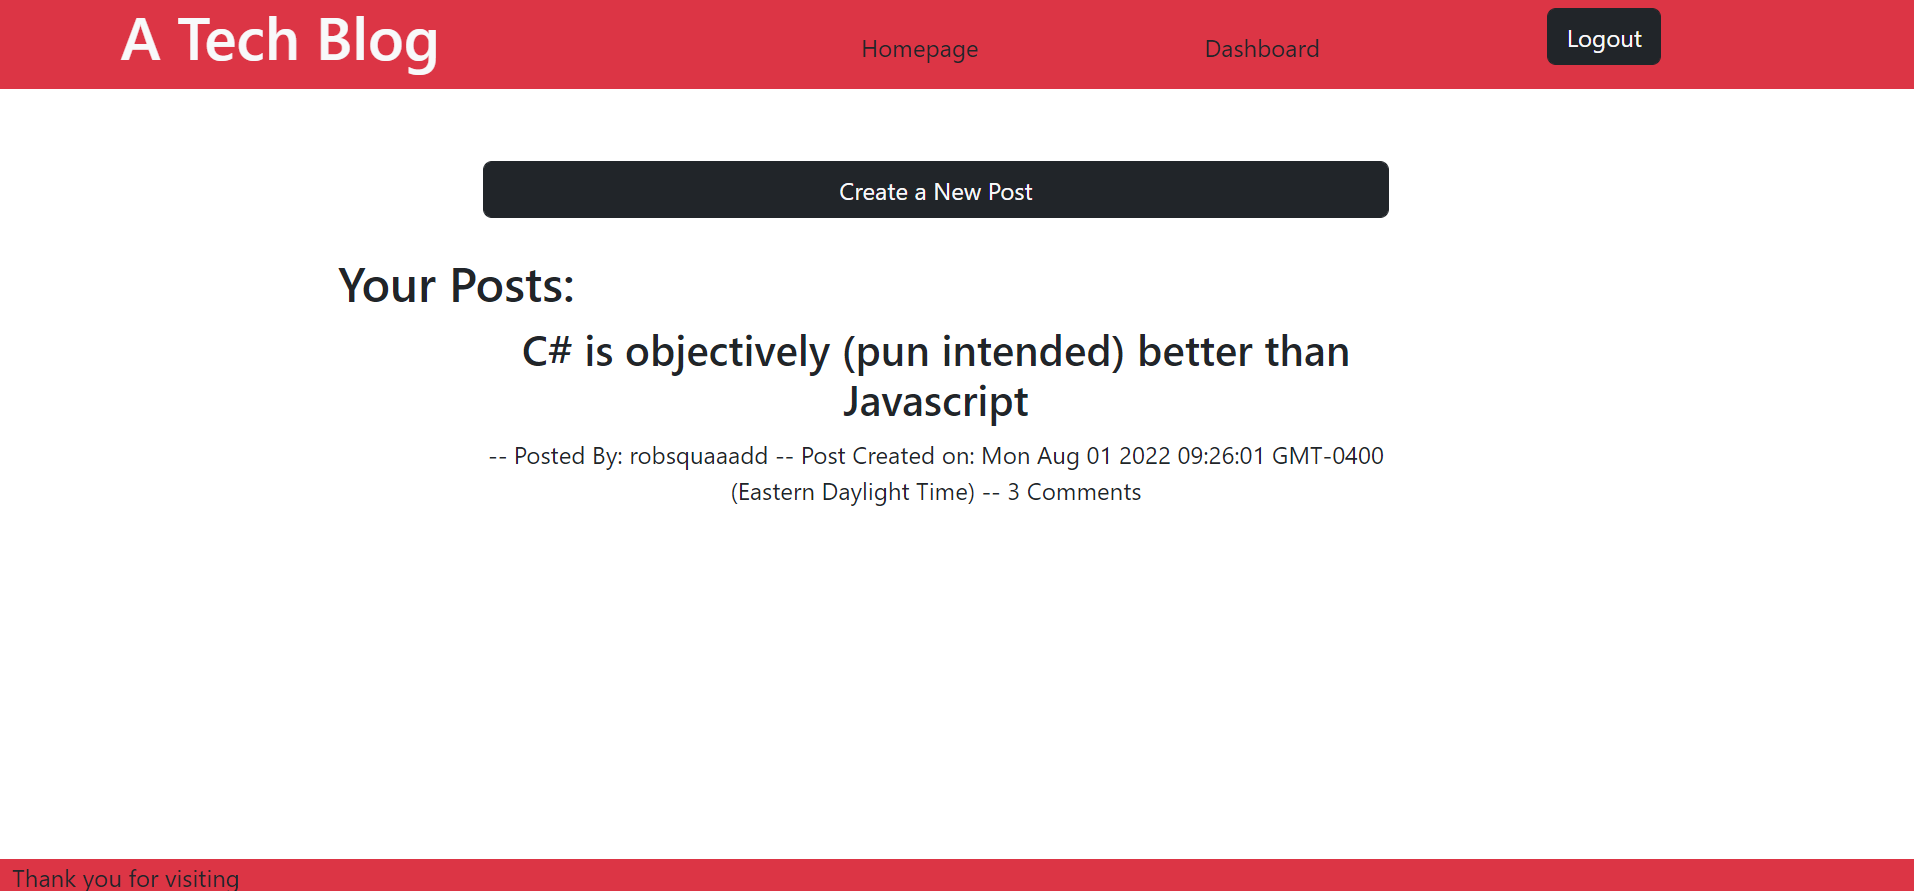 A Tech Blog
Homepage
Dashboard
Logout
Create a New Post
Your Posts:
C# is objectively (pun intended) better than
Javascript
-- Posted By: robsquaaadd -- Post Created on: Mon Aug 01 2022 09:26:01 GMT-0400
(Eastern Daylight Time) -- 3 Comments
Thank you for visiting